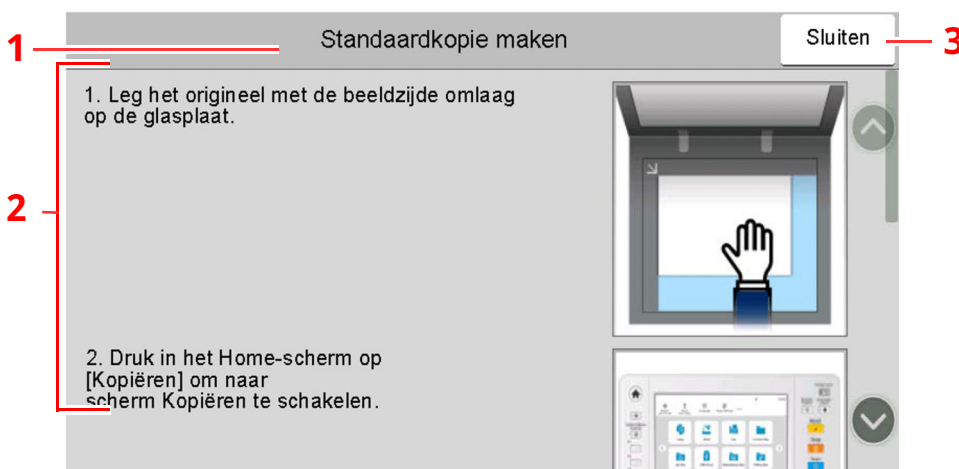 1
Standaardkopie maken
Sluiten
3
2
1. Leg het origineel met de beeldzijde omlaag
op de glasplaat.
2. Druk in het Home-scherm op
[Kopiëren] om naar
scherm Kopiëren te schakelen.